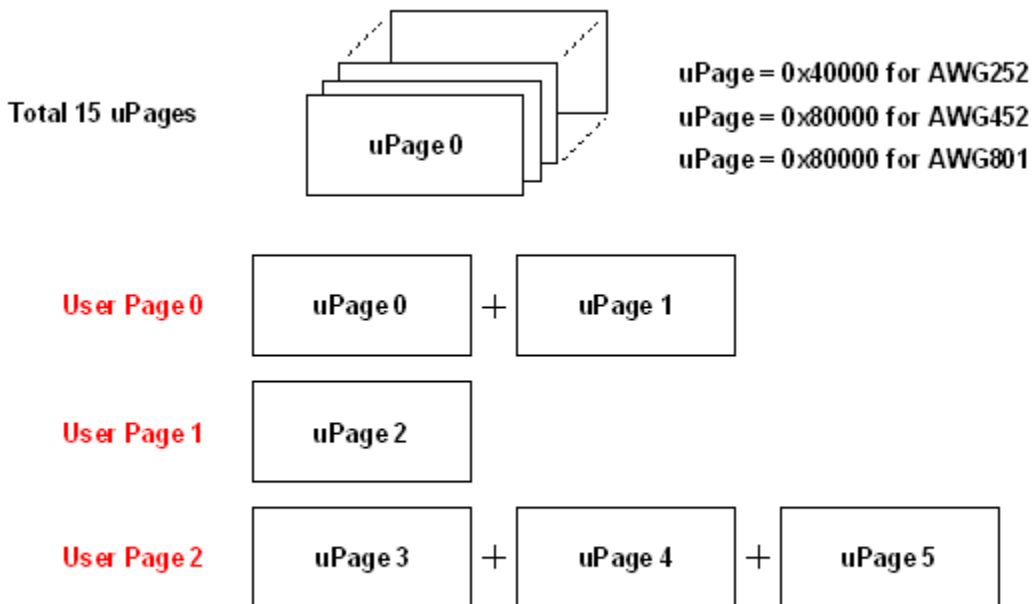 Total 15 uPages
uPage 0
uPage = 0x40000 for AWG252
uPage = 0x80000 for AWG452
uPage = 0x80000 for AWG801
User Page 0 uPage 0 + uPage 1
User Page 1 uPage 2
User Page 2 uPage 3 + uPage 4 + uPage 5